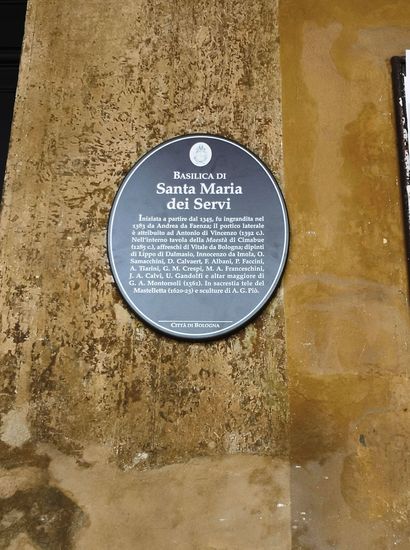 BASILICA DI
Santa Maria
dei Servi
Iniziata a partire dal 1345, fu ingrandita nel
1383 da Andrea da Faenza; il portico laterale
è attribuito ad Antonio di Vincenzo (1392 c.).
Nell'interno tavola della Maestà di Cimabue
(1285 c.), affreschi di Vitale da Bologna; dipinti
di Lippo di Dalmasio, Innocenzo da Imola, O.
Samacchini, D. Calvaert, F. Albani, P. Faccini,
A. Tiarini, G. M. Crespi, M. A. Franceschini,
J. A. Calvi, U. Gandolfi e altar maggiore di
G. A. Montorsoli (1561). In sacrestia tele del
Mastelletta (1620-23) e sculture di A. G. Piò.
CITTÀ DI BOLOGNA